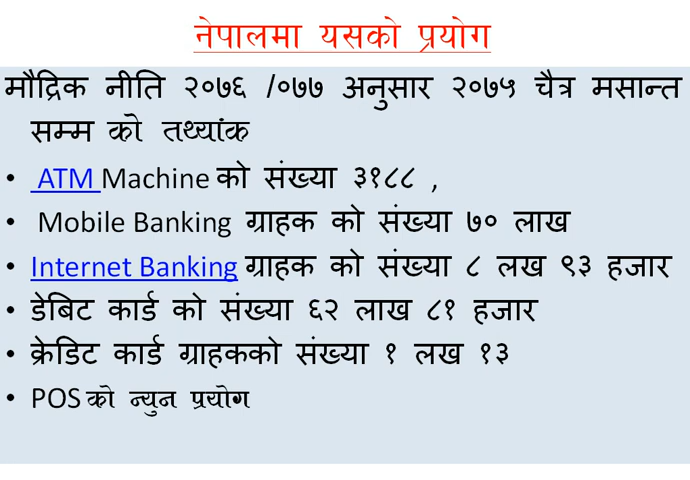 नेपालमा यसको प्रयोग
मौद्रिक नीति २०७६ /०७७ अनुसार २०७५ चैत्र मसान्त
सम्म को तथ्यांक
• ATM Machine को संख्या ३१८८ ,
• Mobile Banking ग्राहक को संख्या ७० लाख
• Internet Banking ग्राहक को संख्या ८ लख ९३ हजार
• डेबिट कार्ड को संख्या ६२ लाख ८१ हजार
• क्रेडिट कार्ड ग्राहकको संख्या १ लख १३
• POS को न्युन प्रयोग